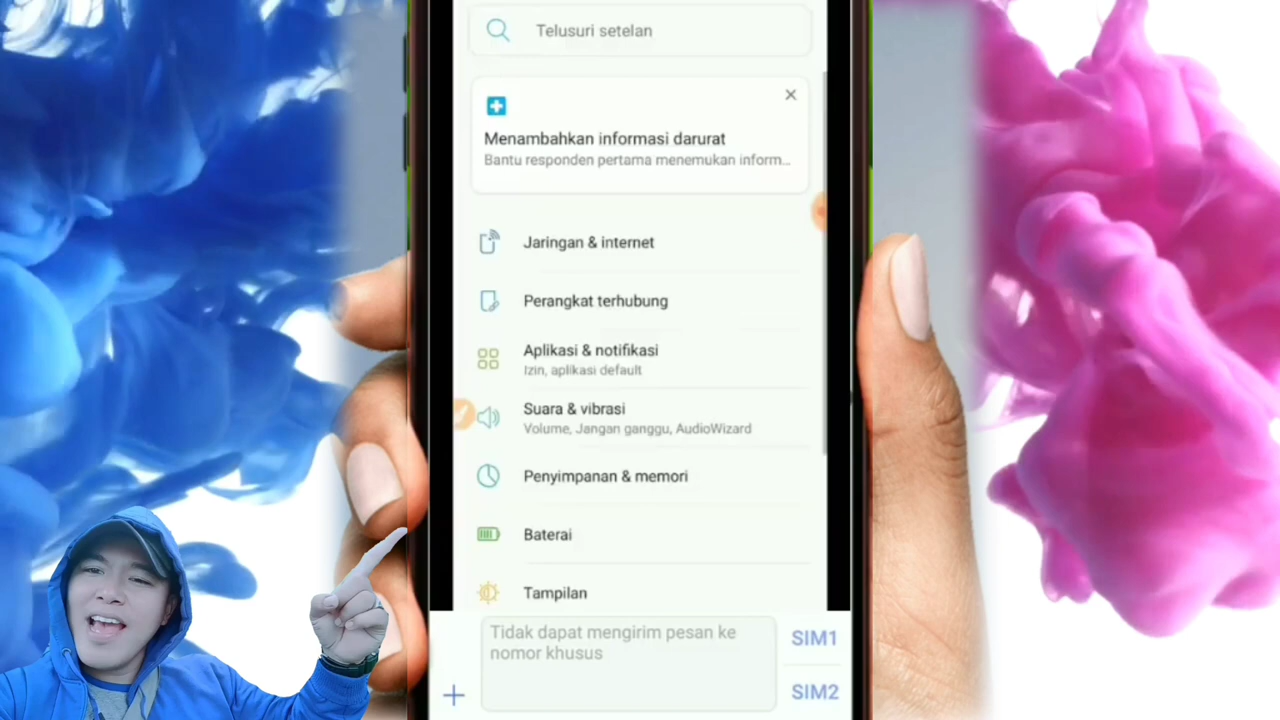 Telusuri setelan
Menambahkan informasi darurat
Bantu responden pertama menemukan inform...
Jaringan & internet
Perangkat terhubung
Aplikasi & notifikasi
Izin, aplikasi default
Suara & vibrasi
Volume, Jangan ganggu, AudioWizard
Penyimpanan & memori
Baterai
Tampilan
Tidak dapat mengirim pesan ke
nomor khusus
SIM1
SIM2